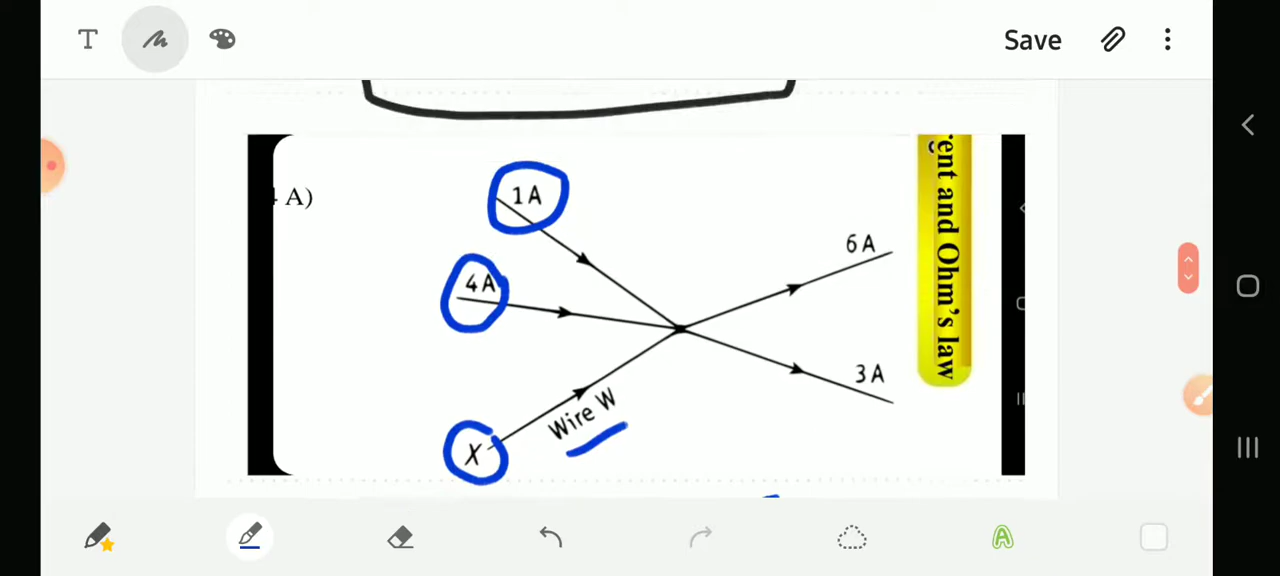 T
Save
A)
1 A
4 A
6 A
3 A
X
Wire W
ent and Ohm's law
A